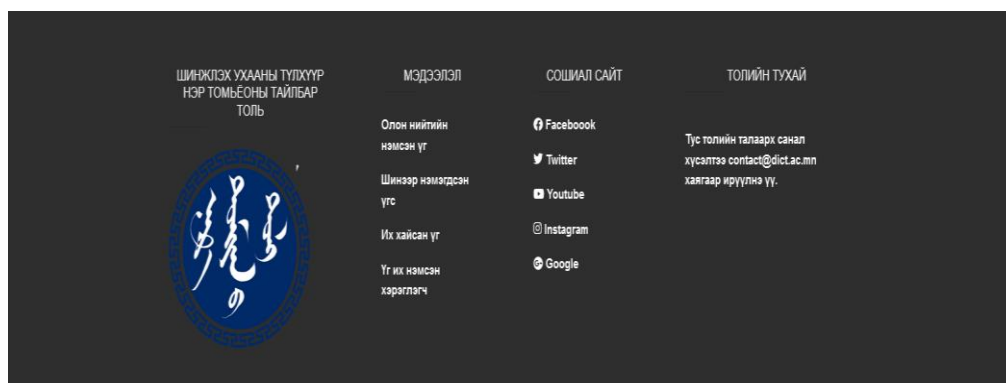 ШИНЖЛЭХ УХААНЫ ТҮЛХҮҮР
НЭР ТОМЬЁОНЫ ТАЙЛБАР
ТОЛЬ
МЭДЭЭЛЭЛ
Олон нийтийн
нэмсэн үг
Шинээр нэмэгдсэн
үгс
Их хайсан үг
Үг их нэмсэн
хэрэглэгч
СОШИАЛ САЙТ
Faceboook
Twitter
Youtube
Instagram
Google
ТОЛИЙН ТУХАЙ
Тус толийн талаарх санал
хүсэлтээ contact@dict.ac.mn
хаягаар ирүүлнэ үү.